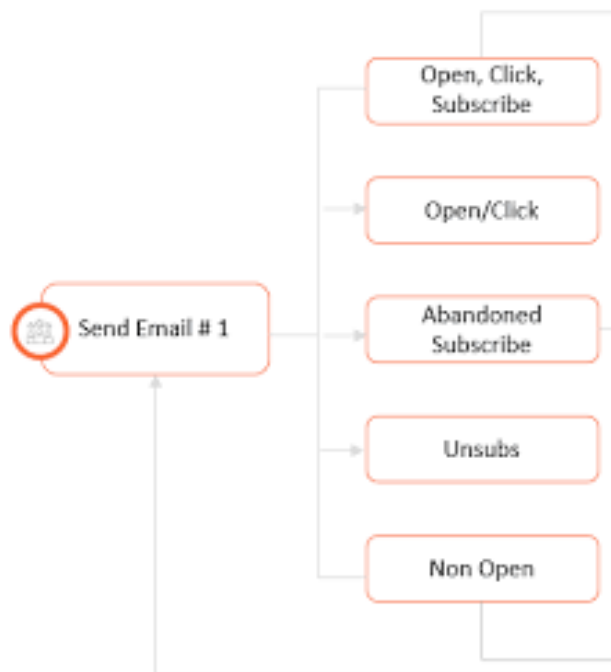 Open, Click,
Subscribe
Open/Click
Send Email # 1
Abandoned
Subscribe
Unsubs
Non Open